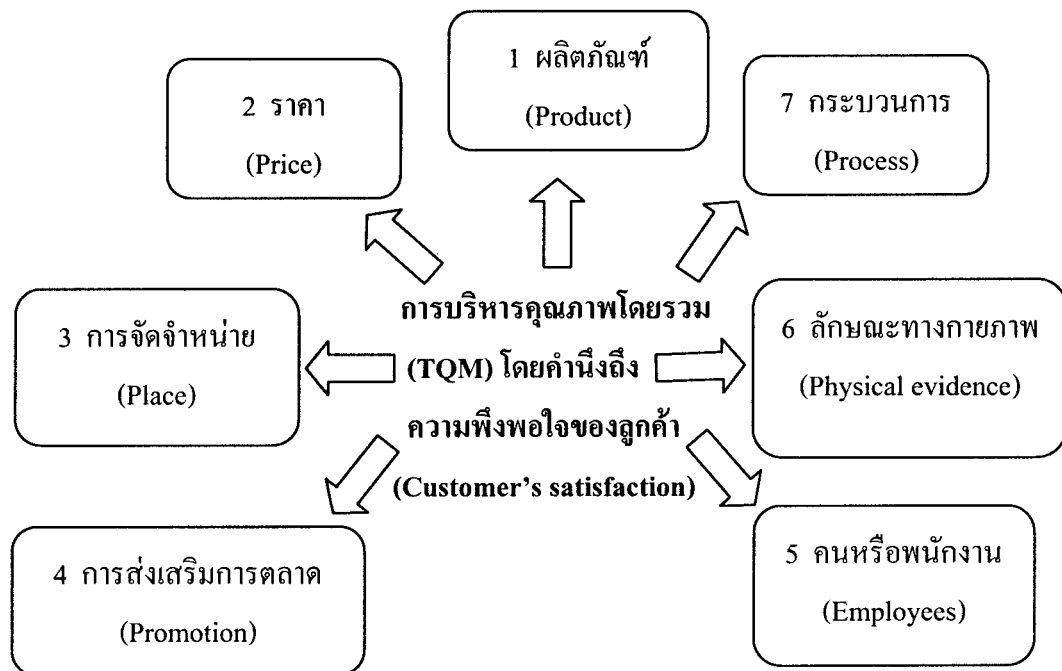 1 ผลิตภัณฑ์
(Product)
2 ราคา
(Price)
7 กระบวนการ
(Process)
การบริหารคุณภาพโดยรวม
(TQM) โดยคำนึงถึง
ความพึงพอใจของลูกค้า
(Customer's satisfaction)
3 การจัดจำหน่าย
(Place)
6 ลักษณะทางกายภาพ
(Physical evidence)
4 การส่งเสริมการตลาด
(Promotion)
5 คนหรือพนักงาน
(Employees)